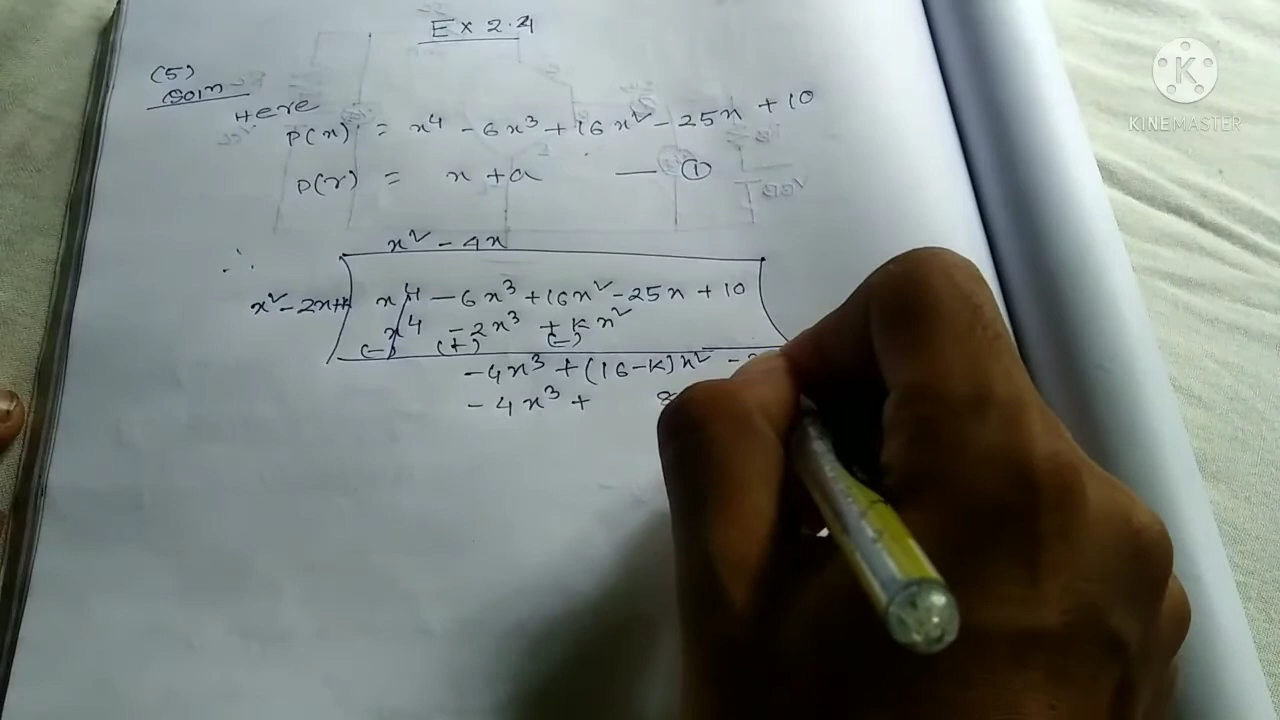 Ex 2.4
(5)
Soln
Here
P(x) = x⁴ - 6x³ + 16x² - 25x + 10
P(r) = x + a — ①
x² - 4x
∴ x² - 2x + k x⁴ - 6x³ + 16x² - 25x + 10
x⁴ - 2x³ + kx²
(-) (+) (-)
- 4x³ + (16 - k)x² -
- 4x³ + 8
K
KINEMASTER